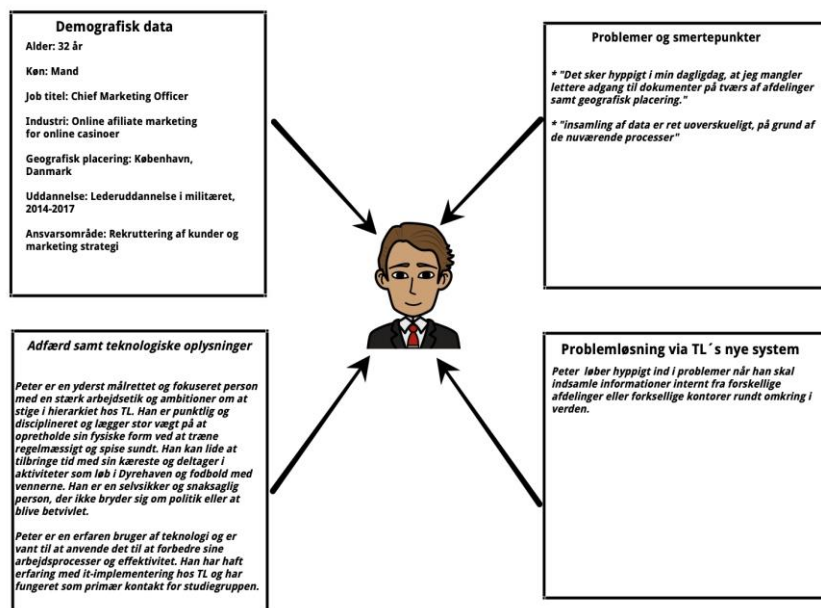 Demografisk data
Alder: 32 år
Køn: Mand
Job titel: Chief Marketing Officer
Industri: Online afiliate marketing
for online casinoer
Geografisk placering: København,
Danmark
Uddannelse: Lederuddannelse i militæret,
2014-2017
Ansvarsområde: Rekruttering af kunder og
marketing strategi
Problemer og smertepunkter
* "Det sker hyppigt i min dagligdag, at jeg mangler
lettere adgang til dokumenter på tværs af afdelinger
samt geografisk placering."
* "insamling af data er ret uoverskueligt, på grund af
de nuværende processer"
Adfærd samt teknologiske oplysninger
Peter er en yderst målrettet og fokuseret person
med en stærk arbejdsetik og ambitioner om at
stige i hierarkiet hos TL. Han er punktlig og
disciplineret og lægger stor vægt på at
opretholde sin fysiske form ved at træne
regelmæssigt og spise sundt. Han kan lide at
tilbringe tid med sin kæreste og deltager i
aktiviteter som løb i Dyrehaven og fodbold med
vennerne. Han er en selvsikker og snaksaglig
person, der ikke bryder sig om politik eller at
blive betvivlet.
Peter er en erfaren bruger af teknologi og er
vant til at anvende det til at forbedre sine
arbejdsprocesser og effektivitet. Han har haft
erfaring med it-implementering hos TL og har
fungeret som primær kontakt for studiegruppen.
Problemløsning via TL´s nye system
Peter løber hyppigt ind i problemer når han skal
indsamle informationer internt fra forskellige
afdelinger eller forksellige kontorer rundt omkring i
verden.